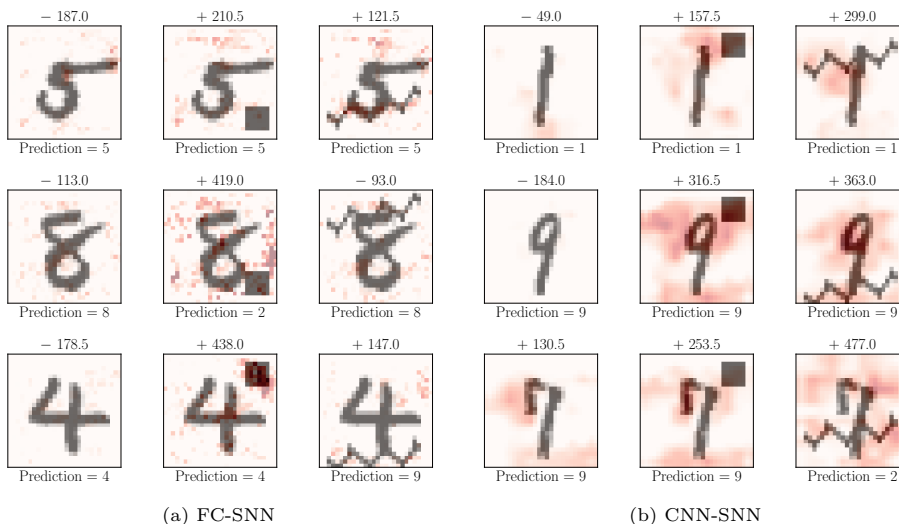 − 187.0 + 210.5 + 121.5 − 49.0 + 157.5 + 299.0
Prediction = 5 Prediction = 5 Prediction = 5 Prediction = 1 Prediction = 1 Prediction = 1
− 113.0 + 419.0 − 93.0 − 184.0 + 316.5 + 363.0
Prediction = 8 Prediction = 2 Prediction = 8 Prediction = 9 Prediction = 9 Prediction = 9
− 178.5 + 438.0 + 147.0 + 130.5 + 253.5 + 477.0
Prediction = 4 Prediction = 4 Prediction = 9 Prediction = 9 Prediction = 9 Prediction = 2
(a) FC-SNN (b) CNN-SNN